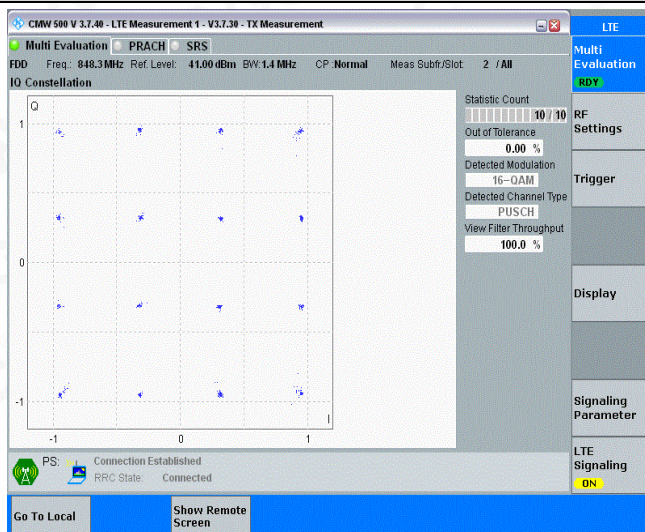 CMW 500 V 3.7.40 - LTE Measurement 1 - V3.7.30 - TX Measurement
LTE
Multi Evaluation PRACH SRS
Multi
Evaluation
RDY
FDD Freq.: 848.3 MHz Ref. Level: 41.00 dBm BW: 1.4 MHz CP :Normal Meas Subfr./Slot: 2 / All
IQ Constellation
Q
1
0
-1
I
-1
0
1
Statistic Count
10 / 10
Out of Tolerance
0.00 %
Detected Modulation
16-QAM
Detected Channel Type
PUSCH
View Filter Throughput
100.0 %
RF
Settings
Trigger
Display
Signaling
Parameter
LTE
Signaling
ON
PS: Connection Established
RRC State: Connected
Go To Local
Show Remote
Screen